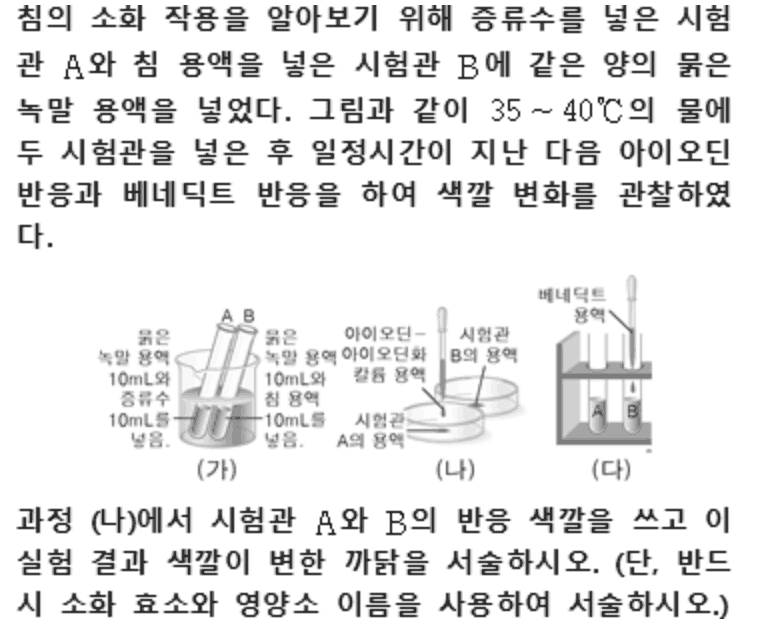 침의 소화 작용을 알아보기 위해 증류수를 넣은 시험
관 A와 침 용액을 넣은 시험관 B에 같은 양의 묽은
녹말 용액을 넣었다. 그림과 같이 35 ~ 40℃의 물에
두 시험관을 넣은 후 일정시간이 지난 다음 아이오딘
반응과 베네딕트 반응을 하여 색깔 변화를 관찰하였
다.
A B
묽은
녹말 용액
10mL와
증류수
10mL를
넣음.
묽은
녹말 용액
10mL와
침 용액
10mL를
넣음.
(가)
아이오딘-
아이오딘화
칼륨 용액
시험관
B의 용액
시험관
A의 용액
(나)
베네딕트
용액
A B
(다)
과정 (나)에서 시험관 A와 B의 반응 색깔을 쓰고 이
실험 결과 색깔이 변한 까닭을 서술하시오. (단, 반드
시 소화 효소와 영양소 이름을 사용하여 서술하시오.)